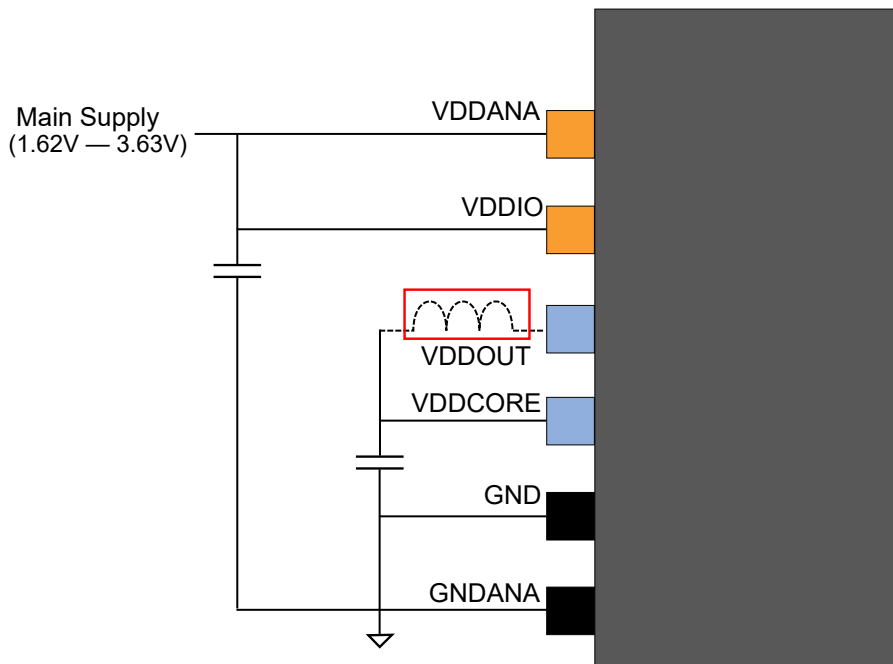 VDDANA
Main Supply
(1.62V — 3.63V)
VDDIO
VDDOUT
VDDCORE
GND
GNDANA